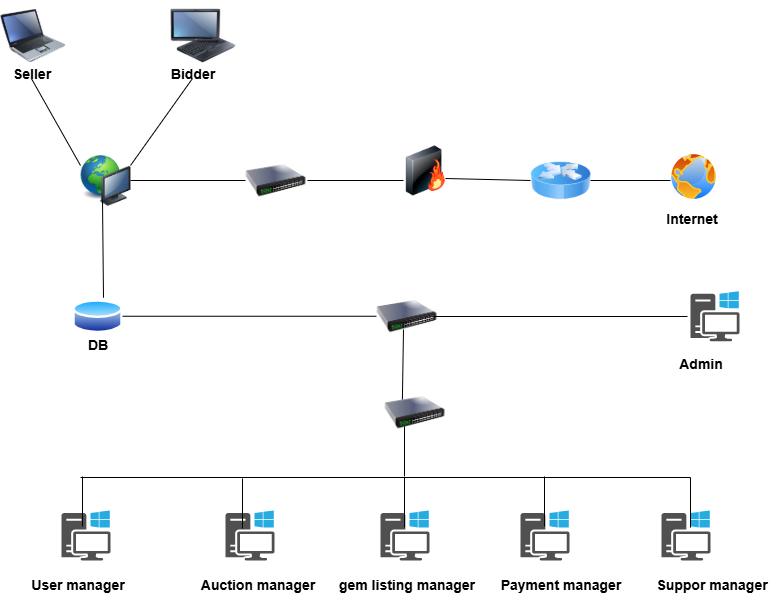 Seller
Bidder
Internet
DB
Admin
User manager
Auction manager
gem listing manager
Payment manager
Suppor manager